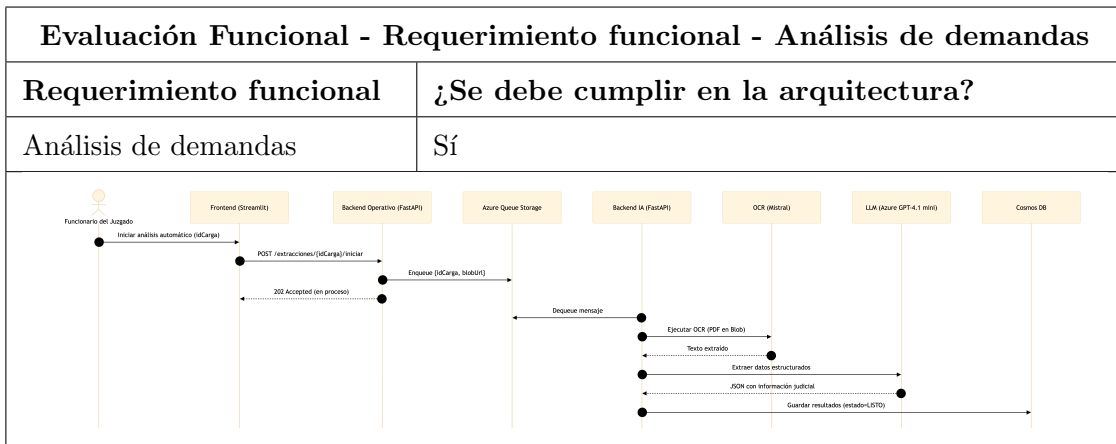 Evaluación Funcional - Requerimiento funcional - Análisis de demandas
Requerimiento funcional ¿Se debe cumplir en la arquitectura?
Análisis de demandas Sí
Funcionario del Juzgado Frontend (Streamlit) Backend Operativo (FastAPI) Azure Queue Storage Backend IA (FastAPI) OCR (Mistral) LLM (Azure GPT-4.1 mini) Cosmos DB
Iniciar análisis automático (idCarga)
POST /extracciones/{idCarga}/iniciar
Enqueue {idCarga, blobUrl}
202 Accepted (en proceso)
Dequeue mensaje
Ejecutar OCR (PDF en Blob)
Texto extraído
Extraer datos estructurados
JSON con información judicial
Guardar resultados (estado=LISTO)